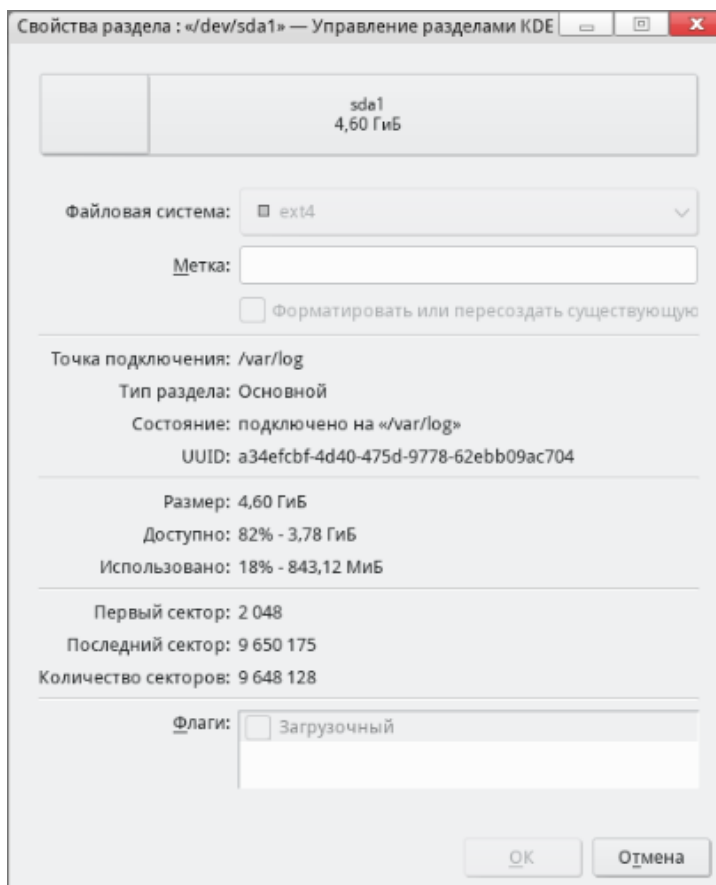 Свойства раздела : «/dev/sda1» — Управление разделами KDE
sda1
4,60 ГиБ
Файловая система: ext4
Метка:
Форматировать или пересоздать существующую
Точка подключения: /var/log
Тип раздела: Основной
Состояние: подключено на «/var/log»
UUID: a34efcbf-4d40-475d-9778-62ebb09ac704
Размер: 4,60 ГиБ
Доступно: 82% - 3,78 ГиБ
Использовано: 18% - 843,12 МиБ
Первый сектор: 2 048
Последний сектор: 9 650 175
Количество секторов: 9 648 128
Флаги: Загрузочный
OK Отмена